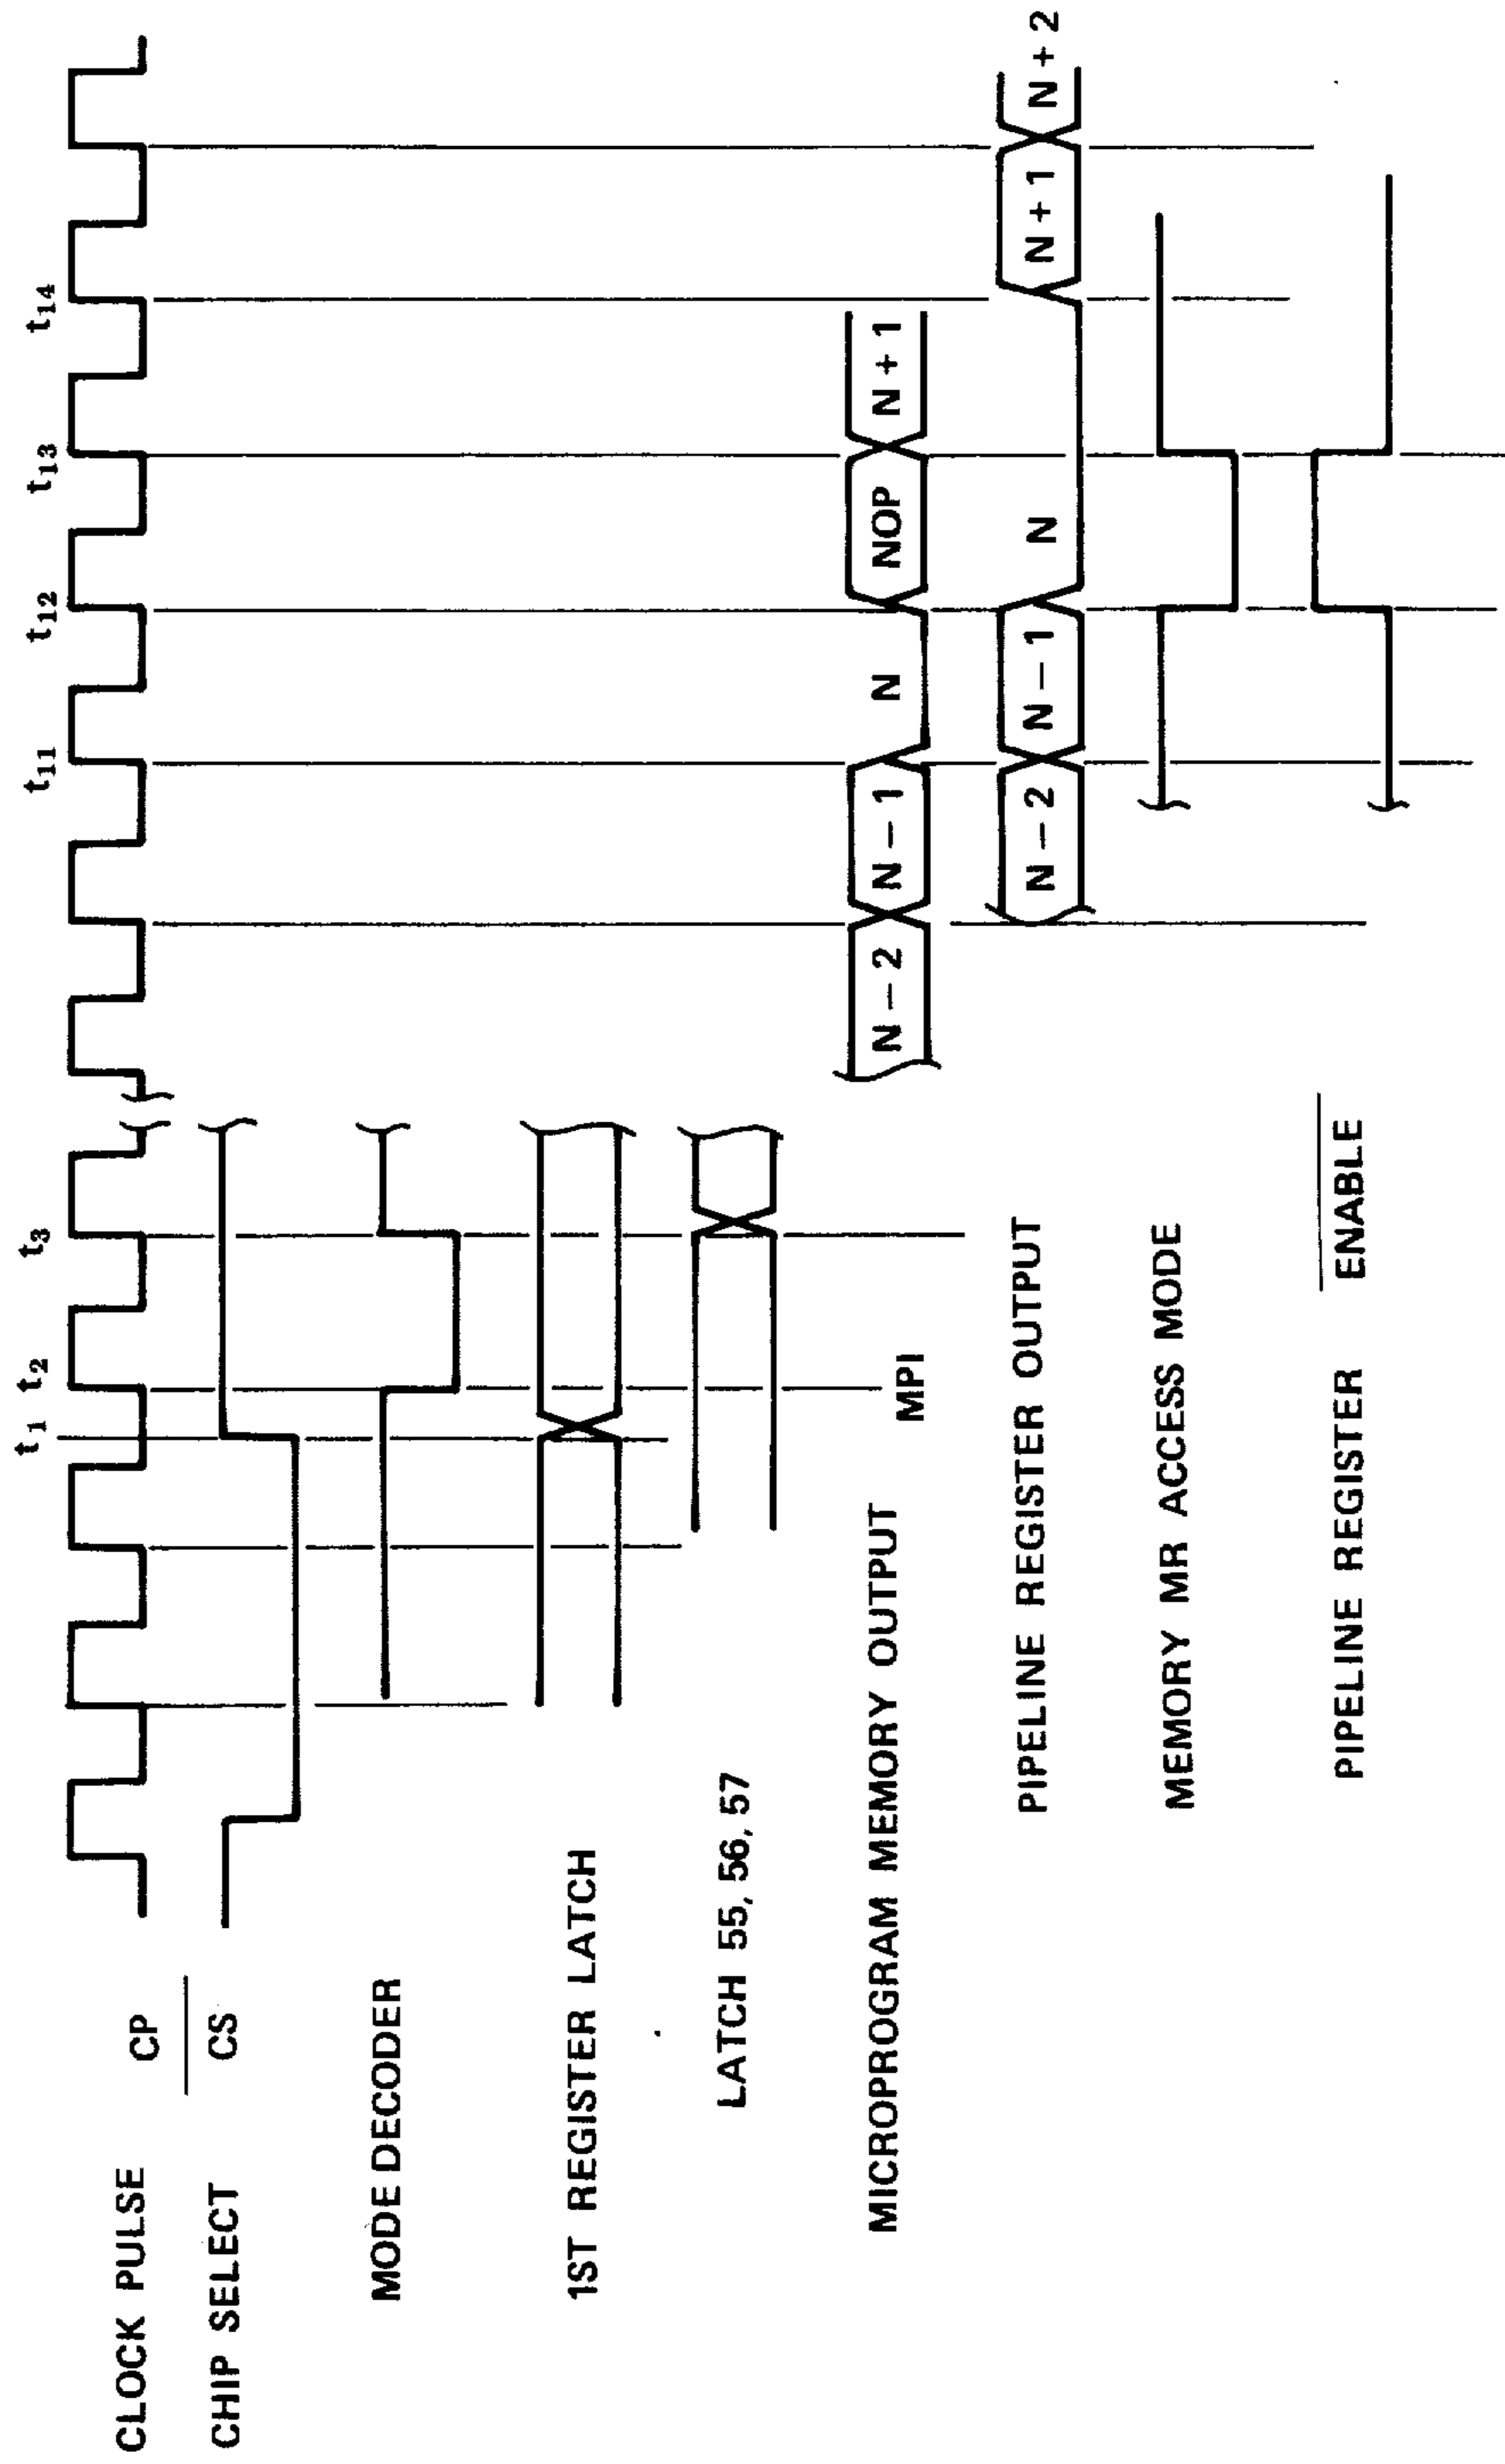 t1 t2 t3 t11 t12 t13 t14
CLOCK PULSE CP
CHIP SELECT CS
MODE DECODER
1ST REGISTER LATCH
LATCH 55, 56, 57
MPI
MICROPROGRAM MEMORY OUTPUT
N-2 N-1 N NOP N+1
PIPELINE REGISTER OUTPUT
N-2 N-1 N N+1 N+2
MEMORY MR ACCESS MODE
PIPELINE REGISTER ENABLE